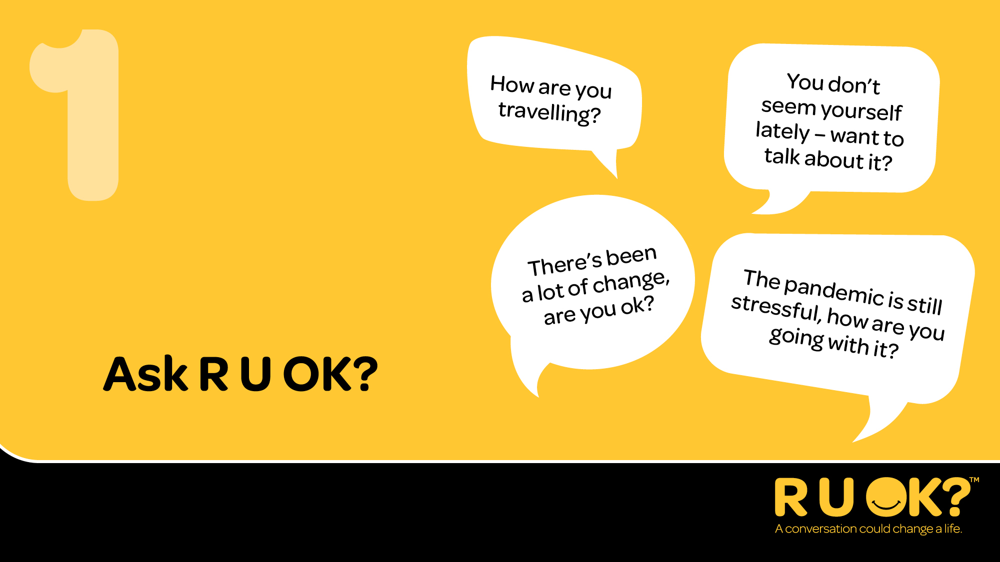 1
How are you
travelling?
You don’t
seem yourself
lately – want to
talk about it?
There’s been
a lot of change,
are you ok?
The pandemic is still
stressful, how are you
going with it?
Ask R U OK?
R U OK?™
A conversation could change a life.